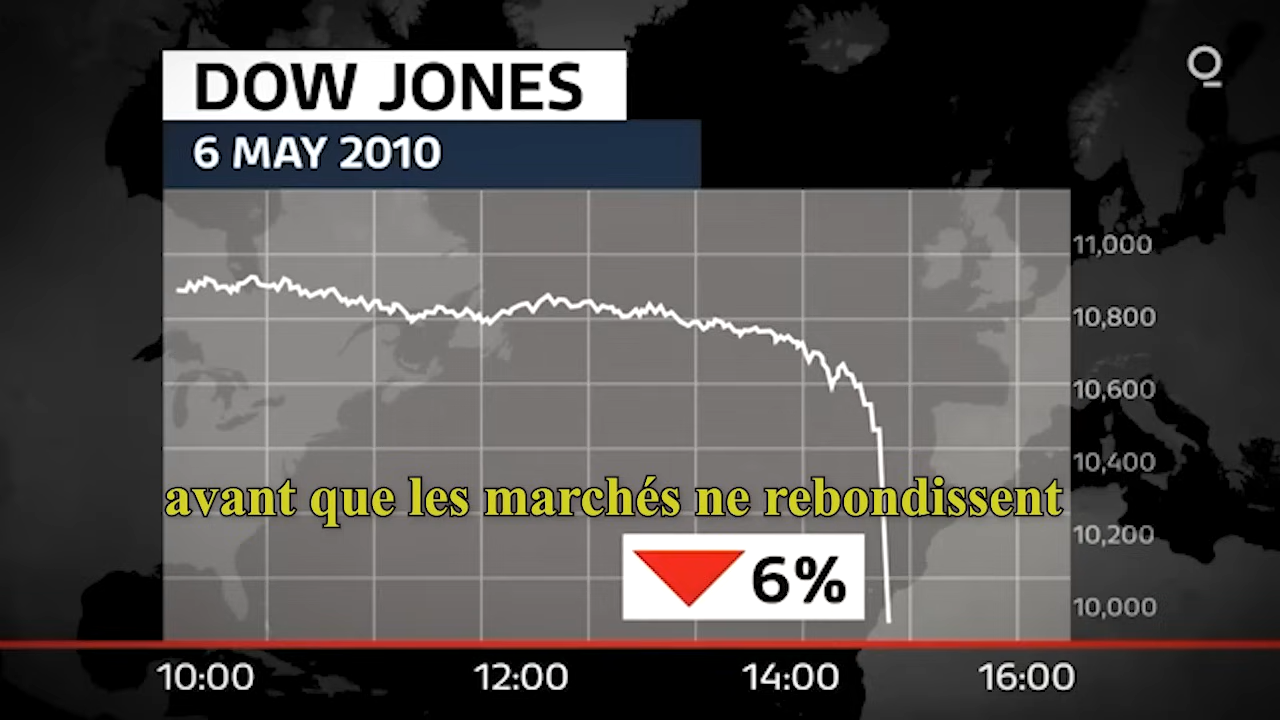 DOW JONES
6 MAY 2010
11,000
10,800
10,600
10,400
avant que les marchés ne rebondissent
10,200
6%
10,000
10:00 12:00 14:00 16:00